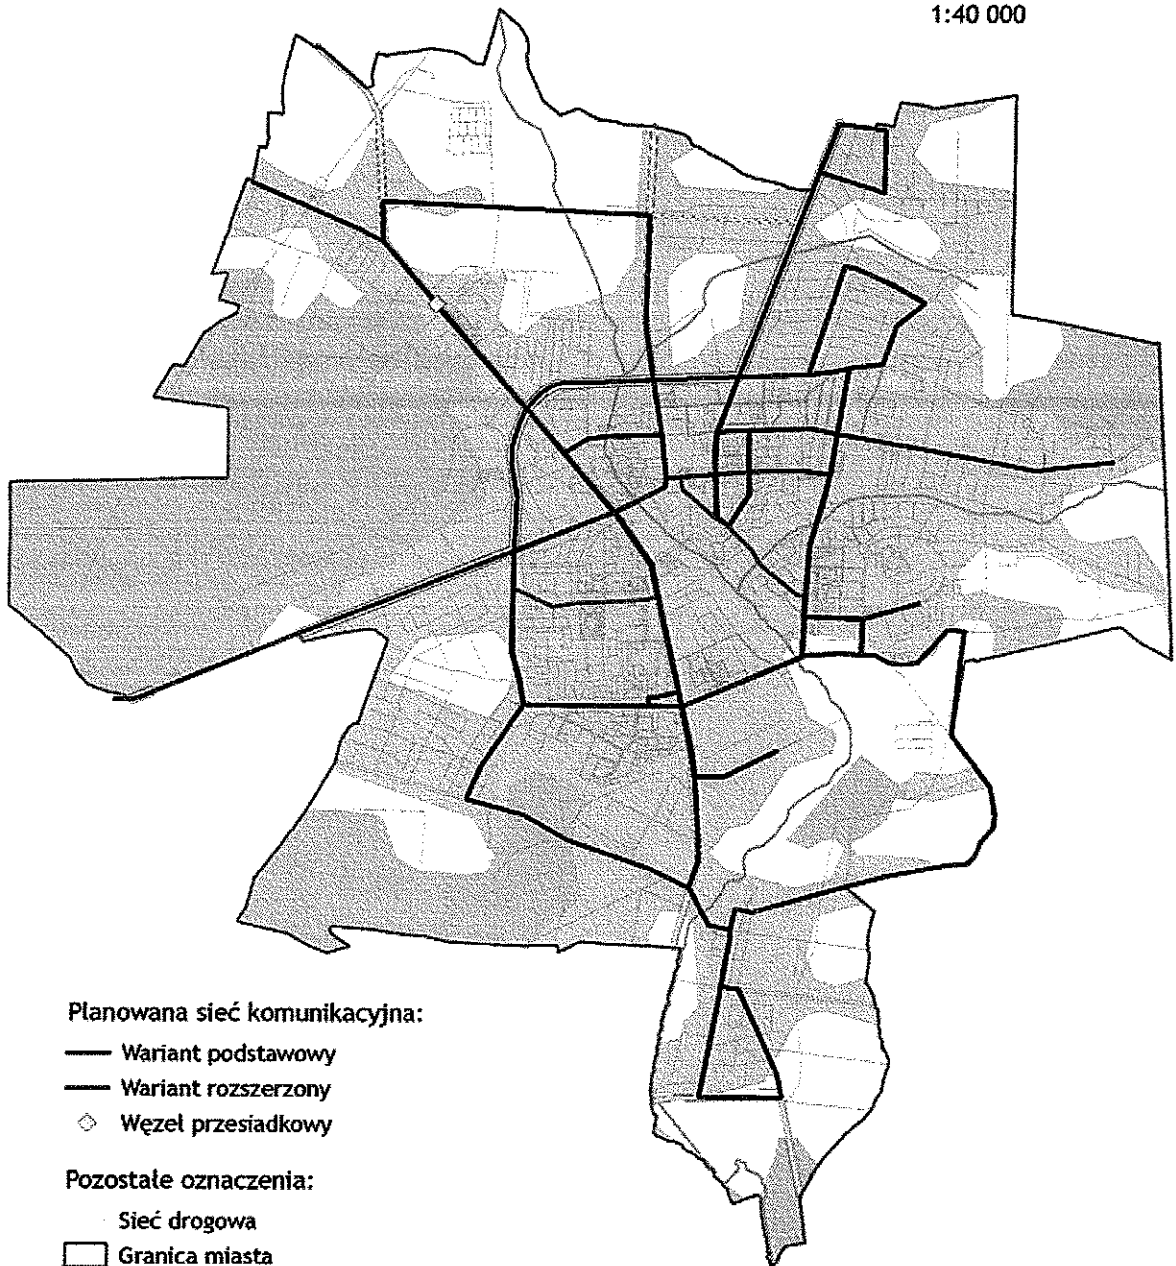 1:40 000
Planowana sieć komunikacyjna:
Wariant podstawowy
Wariant rozszerzony
Węzeł przesiadkowy
Pozostałe oznaczenia:
Sieć drogowa
Granica miasta